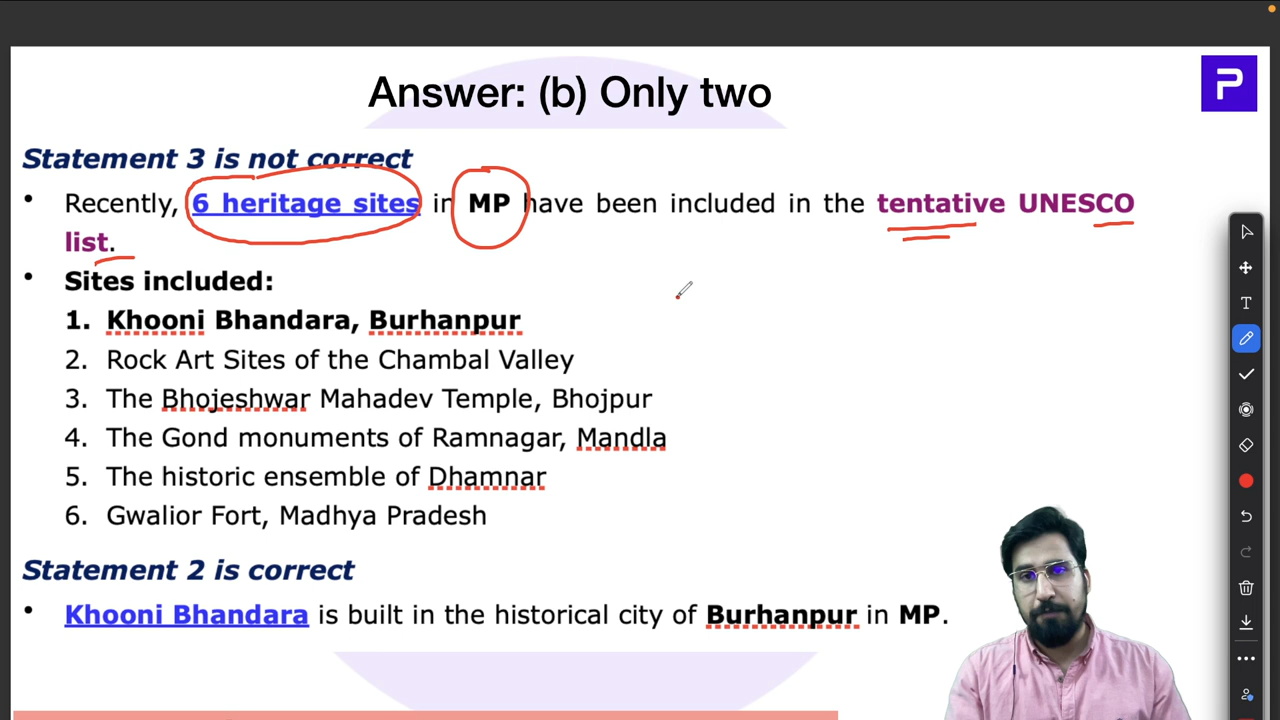 Answer: (b) Only two
P
Statement 3 is not correct
• Recently, 6 heritage sites in MP have been included in the tentative UNESCO
list.
• Sites included:
1. Khooni Bhandara, Burhanpur
2. Rock Art Sites of the Chambal Valley
3. The Bhojeshwar Mahadev Temple, Bhojpur
4. The Gond monuments of Ramnagar, Mandla
5. The historic ensemble of Dhamnar
6. Gwalior Fort, Madhya Pradesh
Statement 2 is correct
• Khooni Bhandara is built in the historical city of Burhanpur in MP.
T